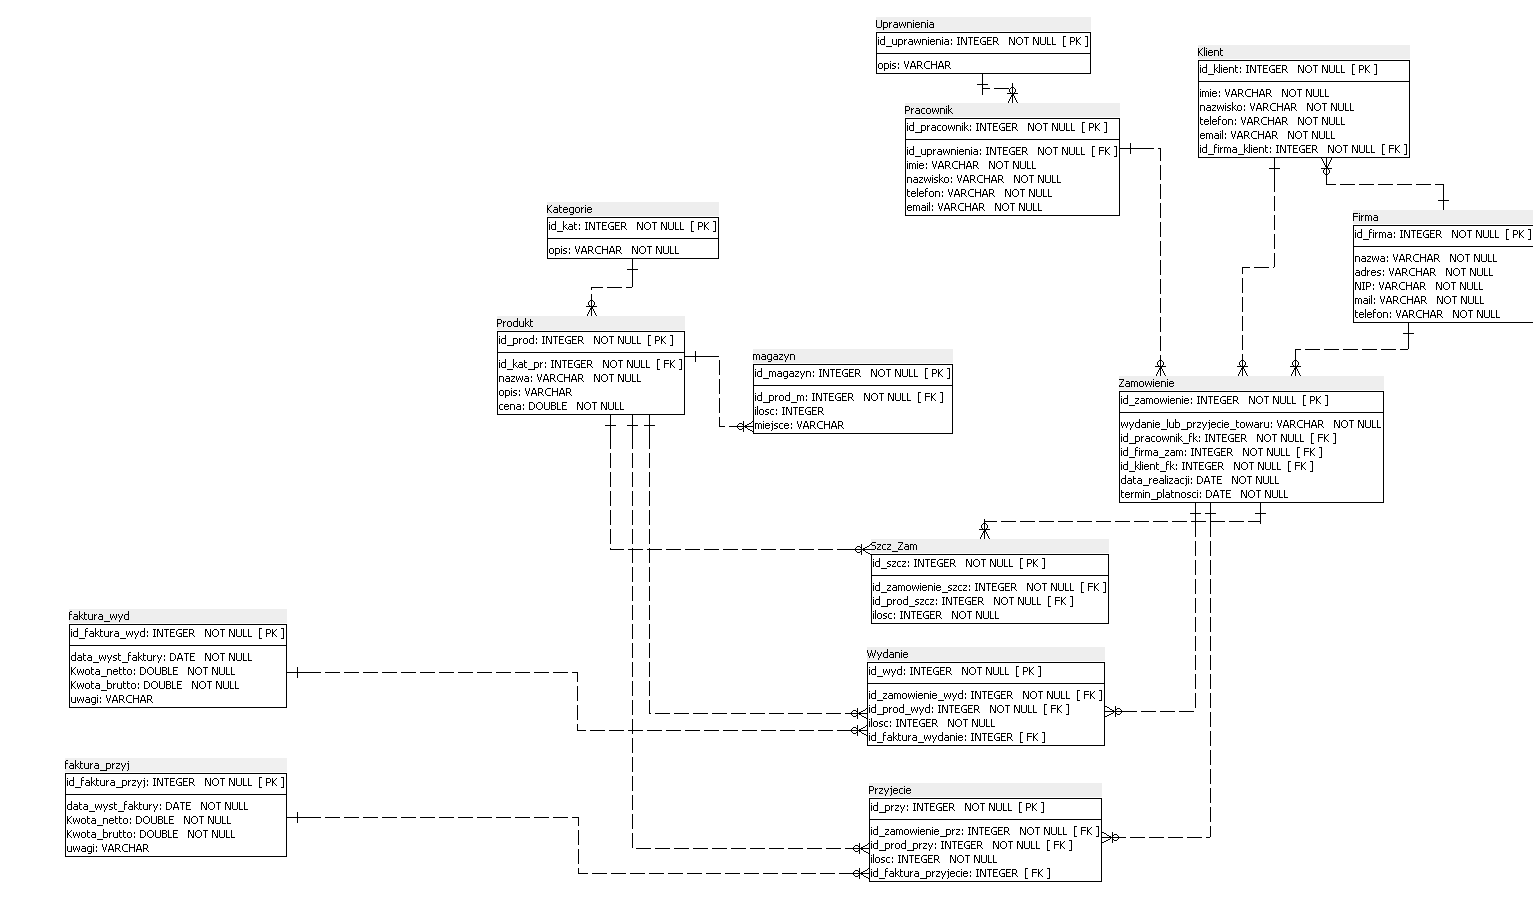 Uprawnienia
id_uprawnienia: INTEGER NOT NULL [ PK ]
opis: VARCHAR
Klient
id_klient: INTEGER NOT NULL [ PK ]
imie: VARCHAR NOT NULL
nazwisko: VARCHAR NOT NULL
telefon: VARCHAR NOT NULL
email: VARCHAR NOT NULL
id_firma_klient: INTEGER NOT NULL [ FK ]
Pracownik
id_pracownik: INTEGER NOT NULL [ PK ]
id_uprawnienia: INTEGER NOT NULL [ FK ]
imie: VARCHAR NOT NULL
nazwisko: VARCHAR NOT NULL
telefon: VARCHAR NOT NULL
email: VARCHAR NOT NULL
Kategorie
id_kat: INTEGER NOT NULL [ PK ]
opis: VARCHAR NOT NULL
Firma
id_firma: INTEGER NOT NULL [ PK ]
nazwa: VARCHAR NOT NULL
adres: VARCHAR NOT NULL
NIP: VARCHAR NOT NULL
mail: VARCHAR NOT NULL
telefon: VARCHAR NOT NULL
Produkt
id_prod: INTEGER NOT NULL [ PK ]
id_kat_pr: INTEGER NOT NULL [ FK ]
nazwa: VARCHAR NOT NULL
opis: VARCHAR
cena: DOUBLE NOT NULL
magazyn
id_magazyn: INTEGER NOT NULL [ PK ]
id_prod_m: INTEGER NOT NULL [ FK ]
ilosc: INTEGER
miejsce: VARCHAR
Zamowienie
id_zamowienie: INTEGER NOT NULL [ PK ]
wydanie_lub_przyjecie_towaru: VARCHAR NOT NULL
id_pracownik_fk: INTEGER NOT NULL [ FK ]
id_firma_zam: INTEGER NOT NULL [ FK ]
id_klient_fk: INTEGER NOT NULL [ FK ]
data_realizacji: DATE NOT NULL
termin_platnosci: DATE NOT NULL
Szcz_Zam
id_szcz: INTEGER NOT NULL [ PK ]
id_zamowienie_szcz: INTEGER NOT NULL [ FK ]
id_prod_szcz: INTEGER NOT NULL [ FK ]
ilosc: INTEGER NOT NULL
faktura_wyd
id_faktura_wyd: INTEGER NOT NULL [ PK ]
data_wyst_faktury: DATE NOT NULL
Kwota_netto: DOUBLE NOT NULL
Kwota_brutto: DOUBLE NOT NULL
uwagi: VARCHAR
Wydanie
id_wyd: INTEGER NOT NULL [ PK ]
id_zamowienie_wyd: INTEGER NOT NULL [ FK ]
id_prod_wyd: INTEGER NOT NULL [ FK ]
ilosc: INTEGER NOT NULL
id_faktura_wydanie: INTEGER [ FK ]
faktura_przyj
id_faktura_przyj: INTEGER NOT NULL [ PK ]
data_wyst_faktury: DATE NOT NULL
Kwota_netto: DOUBLE NOT NULL
Kwota_brutto: DOUBLE NOT NULL
uwagi: VARCHAR
Przyjecie
id_przy: INTEGER NOT NULL [ PK ]
id_zamowienie_prz: INTEGER NOT NULL [ FK ]
id_prod_przy: INTEGER NOT NULL [ FK ]
ilosc: INTEGER NOT NULL
id_faktura_przyjecie: INTEGER [ FK ]